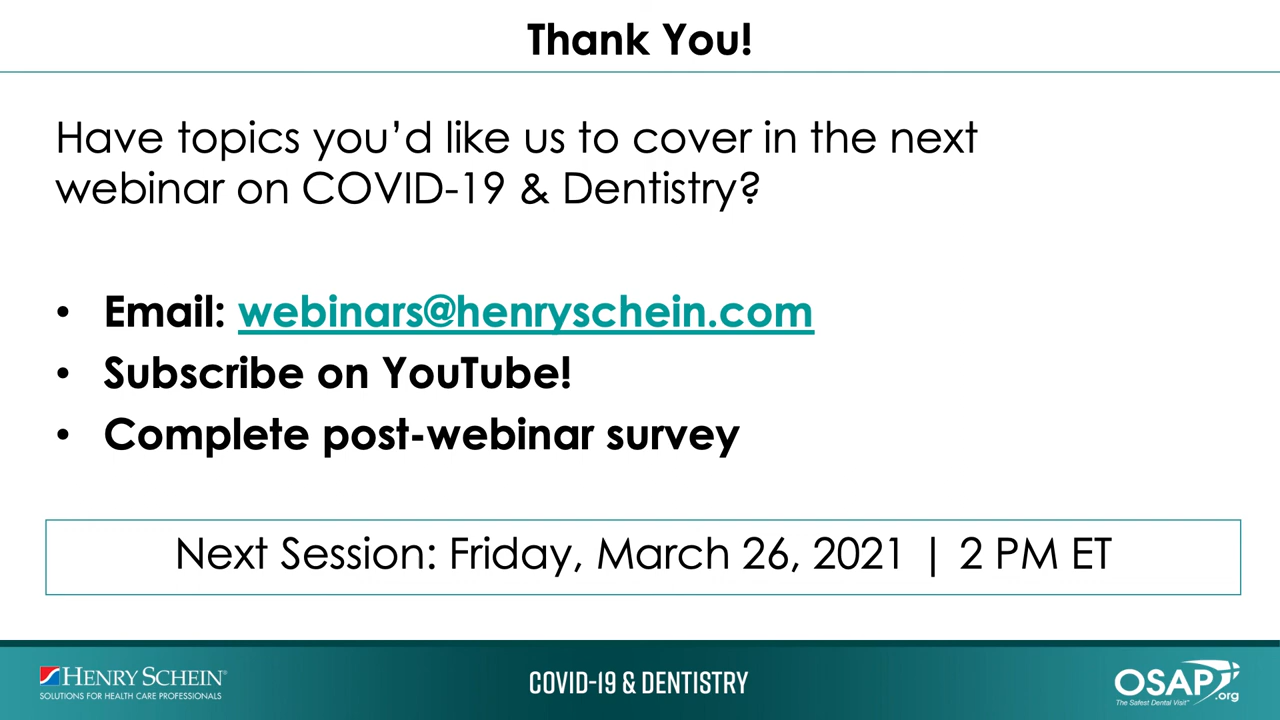 Thank You!
Have topics you’d like us to cover in the next
webinar on COVID-19 & Dentistry?
• Email: webinars@henryschein.com
• Subscribe on YouTube!
• Complete post-webinar survey
Next Session: Friday, March 26, 2021 | 2 PM ET
HENRY SCHEIN®
SOLUTIONS FOR HEALTH CARE PROFESSIONALS
COVID-19 & DENTISTRY
OSAP.org
The Safest Dental Visit™